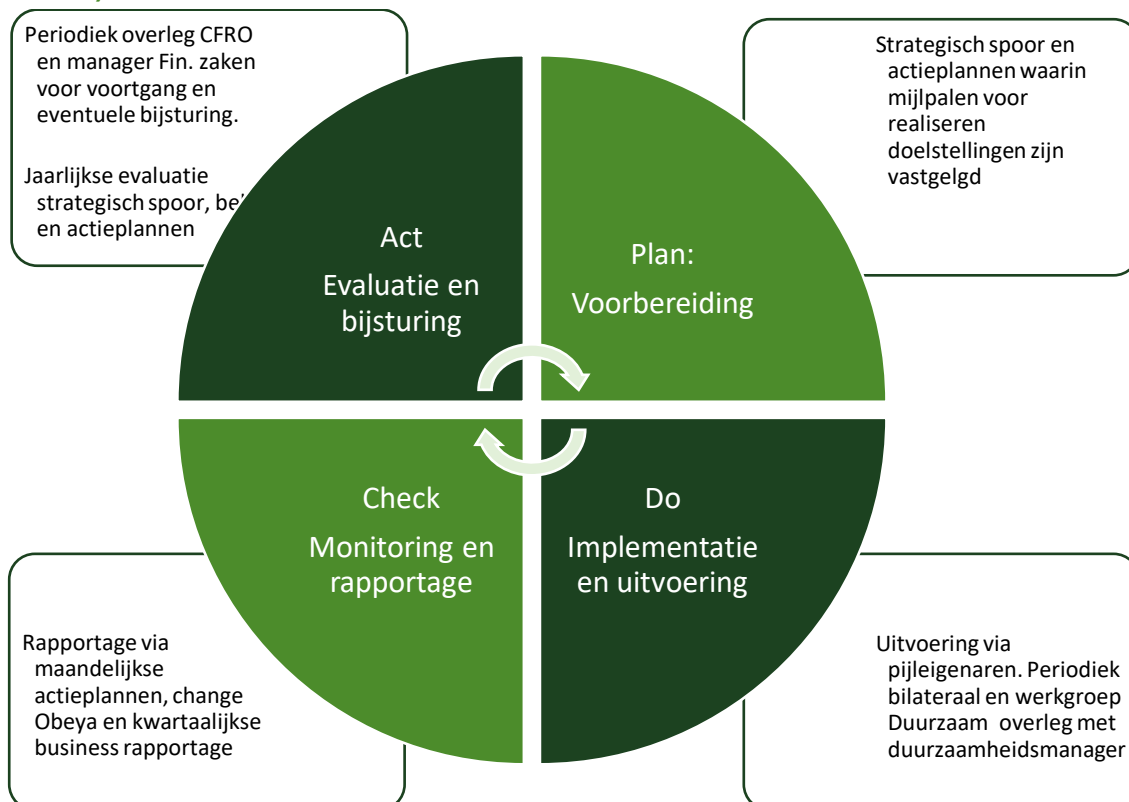 Periodiek overleg CFRO
en manager Fin. zaken
voor voortgang en
eventuele bijsturing.
Jaarlijkse evaluatie
strategisch spoor,
en actieplannen
Strategisch spoor en
actieplannen waarin
mijlpalen voor
realiseren
doelstellingen zijn
vastgelgd
Act
Evaluatie en
bijsturing
Plan:
Voorbereiding
Check
Monitoring en
rapportage
Do
Implementatie
en uitvoering
Rapportage via
maandelijkse
actieplannen, change
Obeya en kwartaalijkse
business rapportage
Uitvoering via
pijleigenaren. Periodiek
bilateraal en werkgroep
Duurzaam overleg met
duurzaamheidsmanager